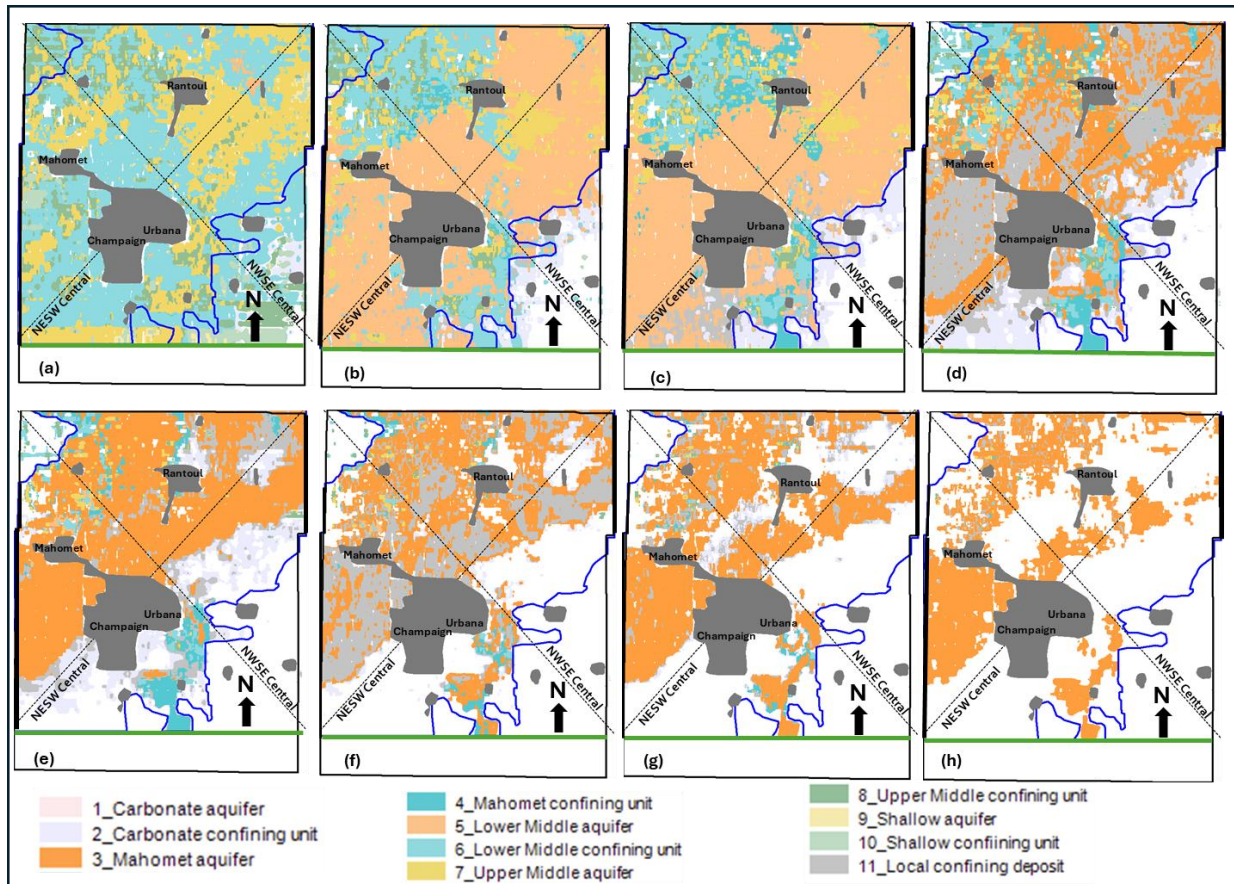 Rantoul
Mahomet
Urbana
Champaign
NESW Central
NWSE Central
N
(a)
Rantoul
Mahomet
Urbana
Champaign
NESW Central
NWSE Central
N
(b)
Rantoul
Mahomet
Urbana
Champaign
NESW Central
NWSE Central
N
(c)
Rantoul
Mahomet
Urbana
Champaign
NESW Central
NWSE Central
N
(d)
Rantoul
Mahomet
Urbana
Champaign
NESW Central
NWSE Central
N
(e)
Rantoul
Mahomet
Urbana
Champaign
NESW Central
NWSE Central
N
(f)
Rantoul
Mahomet
Urbana
Champaign
NESW Central
NWSE Central
N
(g)
Rantoul
Mahomet
Urbana
Champaign
NESW Central
NWSE Central
N
(h)
1_Carbonate aquifer
2_Carbonate confining unit
3_Mahomet aquifer
4_Mahomet confining unit
5_Lower Middle aquifer
6_Lower Middle confining unit
7_Upper Middle aquifer
8_Upper Middle confining unit
9_Shallow aquifer
10_Shallow confiining unit
11_Local confining deposit